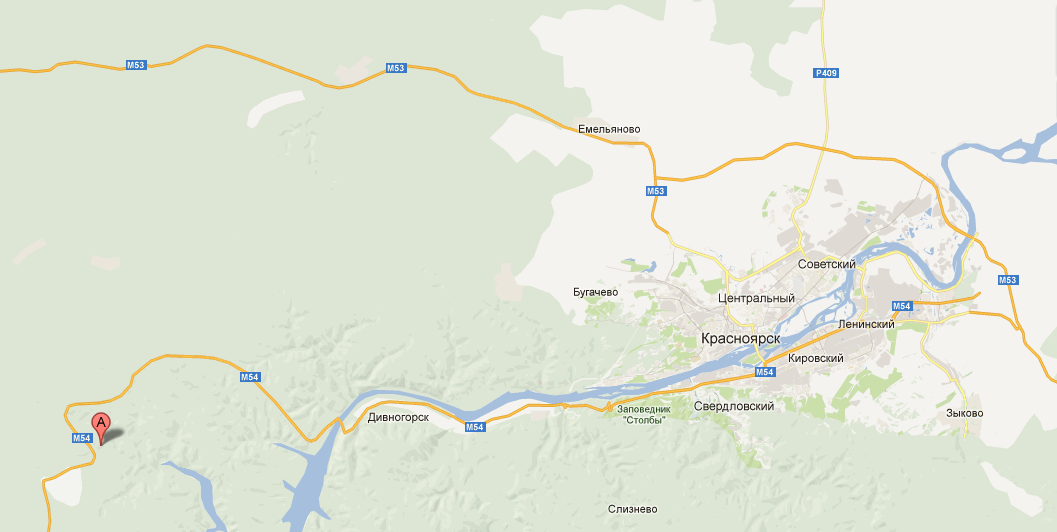 M53
M53
P409
Емельяново
M53
Советский
M53
Бугачево
Центральный
M54
Ленинский
Красноярск
Кировский
M54
M54
Свердловский
Заповедник
"Столбы"
Зыково
Дивногорск
M54
A
M54
Слизнево